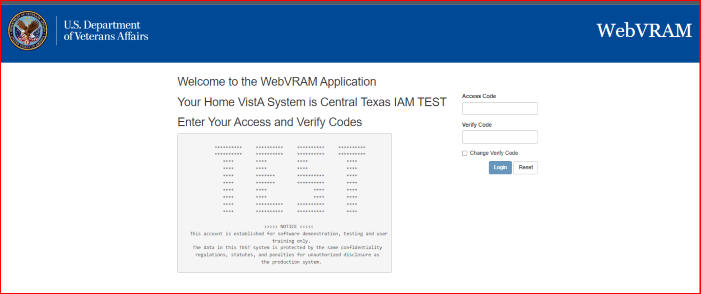 U.S. Department
of Veterans Affairs
WebVRAM
Welcome to the WebVRAM Application
Your Home VistA System is Central Texas IAM TEST
Enter Your Access and Verify Codes
Access Code
Verify Code
Change Verify Code
Login Reset
********** ********** ********** **********
********** ********** ********** **********
**** **** **** ****
**** **** **** ****
**** ******* ********** ****
**** ******* ********** ****
**** **** **** ****
**** **** **** ****
**** ********** ********** ****
**** ********** ********** ****
>>>>> NOTICE <<<<<
This account is established for software demonstration, testing and user
training only.
The data in this TEST system is protected by the same confidentiality
regulations, statutes, and penalties for unauthorized disclosure as
the production system.